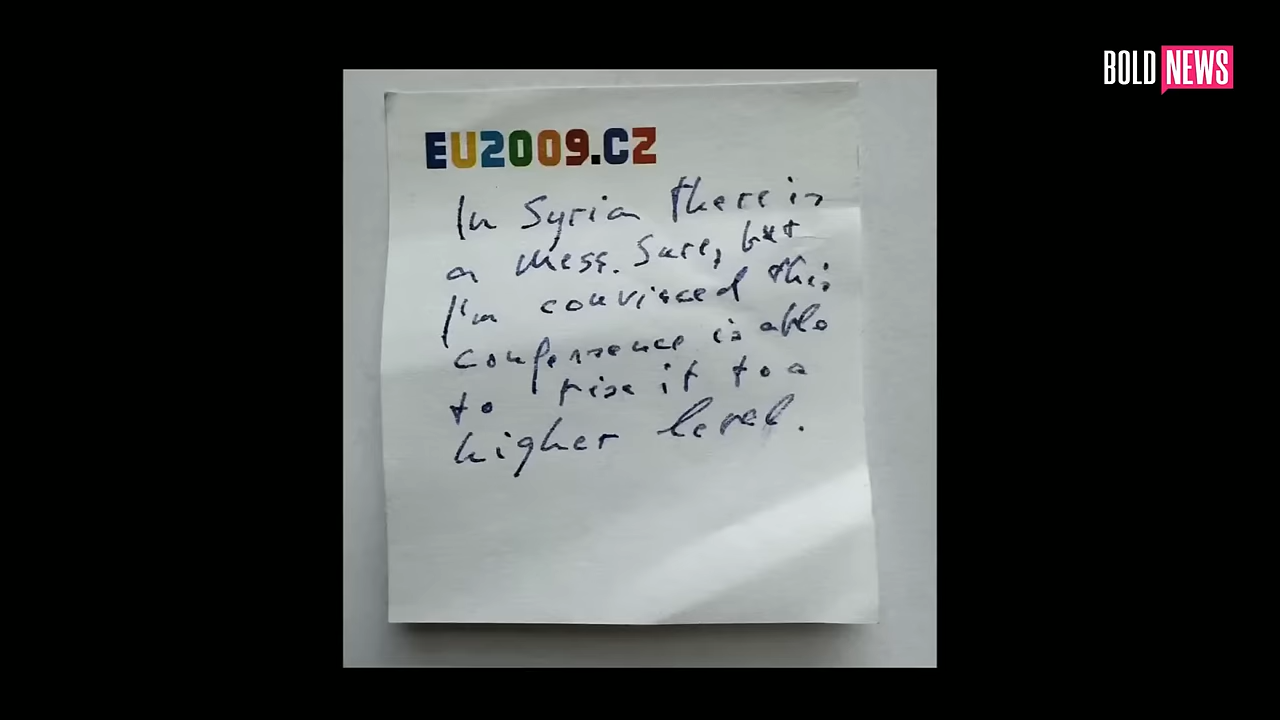 BOLD NEWS
EU2009.CZ
In Syria there is
a mess. Sure, but
I'm convinced this
conference is able
to rise it to a
higher level.